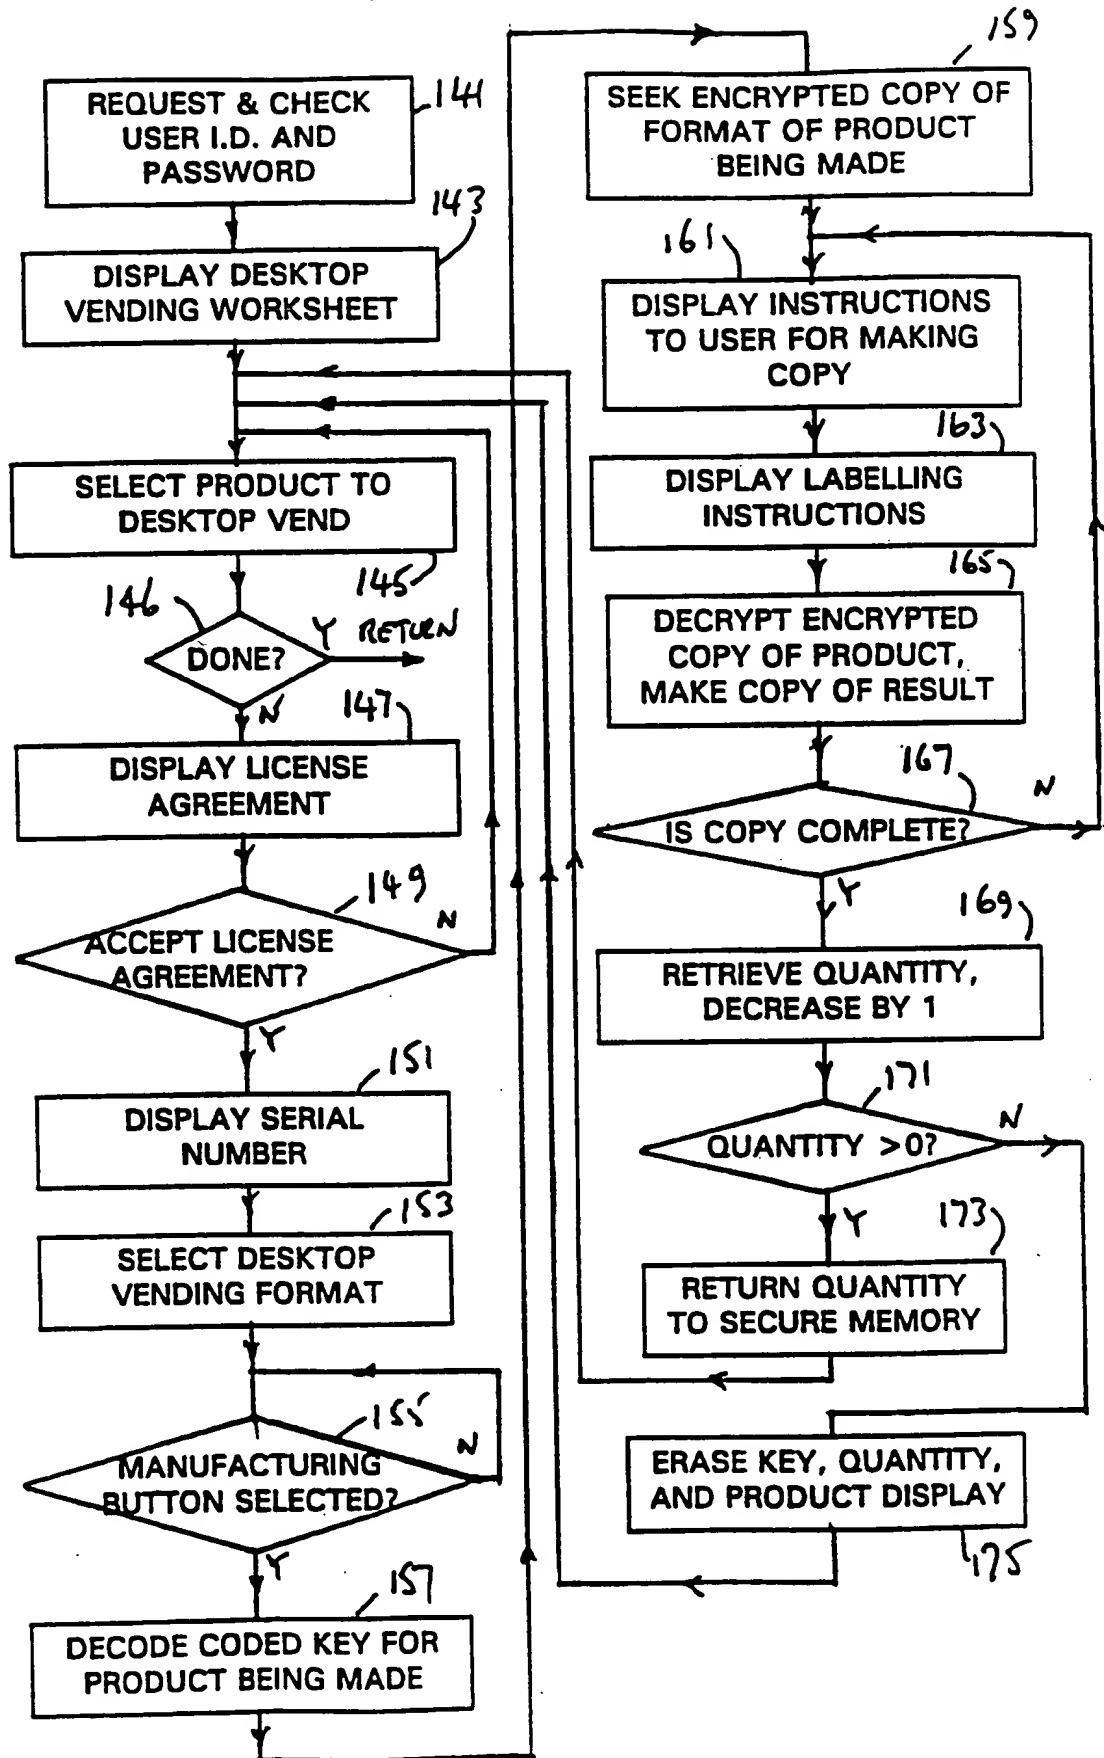 REQUEST & CHECK
USER I.D. AND
PASSWORD
141
143
DISPLAY DESKTOP
VENDING WORKSHEET
SELECT PRODUCT TO
DESKTOP VEND
145
146
DONE?
Y RETURN
N
147
DISPLAY LICENSE
AGREEMENT
149
N
ACCEPT LICENSE
AGREEMENT?
Y
151
DISPLAY SERIAL
NUMBER
153
SELECT DESKTOP
VENDING FORMAT
155
N
MANUFACTURING
BUTTON SELECTED?
Y
157
DECODE CODED KEY FOR
PRODUCT BEING MADE
159
SEEK ENCRYPTED COPY OF
FORMAT OF PRODUCT
BEING MADE
161
DISPLAY INSTRUCTIONS
TO USER FOR MAKING
COPY
163
DISPLAY LABELLING
INSTRUCTIONS
165
DECRYPT ENCRYPTED
COPY OF PRODUCT,
MAKE COPY OF RESULT
167
N
IS COPY COMPLETE?
Y
169
RETRIEVE QUANTITY,
DECREASE BY 1
171
N
QUANTITY >0?
Y
173
RETURN QUANTITY
TO SECURE MEMORY
ERASE KEY, QUANTITY,
AND PRODUCT DISPLAY
175